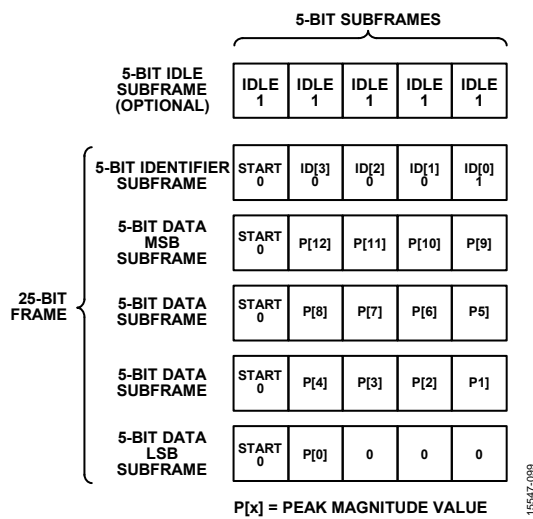 5-BIT SUBFRAMES
5-BIT IDLE
SUBFRAME
(OPTIONAL)
IDLE
1
IDLE
1
IDLE
1
IDLE
1
IDLE
1
25-BIT
FRAME
5-BIT IDENTIFIER
SUBFRAME
START
0
ID[3]
0
ID[2]
0
ID[1]
0
ID[0]
1
5-BIT DATA
MSB
SUBFRAME
START
0
P[12]
P[11]
P[10]
P[9]
5-BIT DATA
SUBFRAME
START
0
P[8]
P[7]
P[6]
P5]
5-BIT DATA
SUBFRAME
START
0
P[4]
P[3]
P[2]
P1]
5-BIT DATA
LSB
SUBFRAME
START
0
P[0]
0
0
0
P[x] = PEAK MAGNITUDE VALUE
15547-099